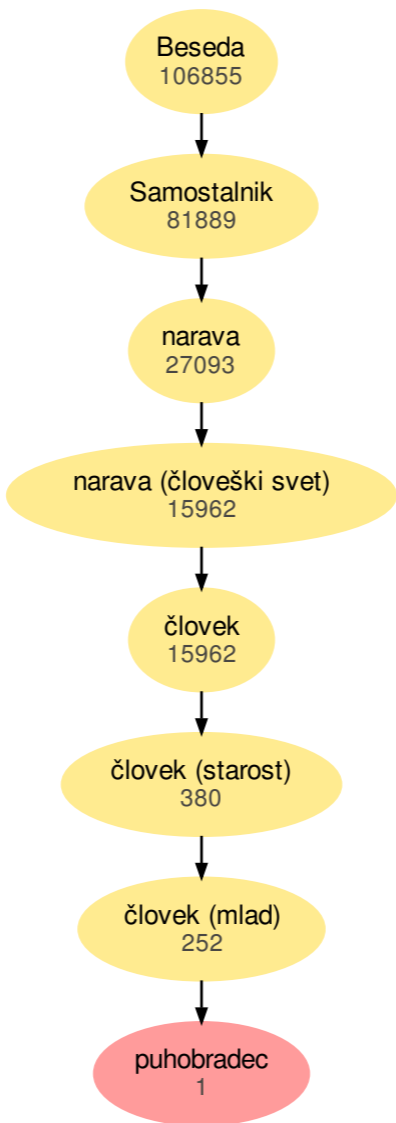 Beseda
106855
Samostalnik
81889
narava
27093
narava (človeški svet)
15962
človek
15962
človek (starost)
380
človek (mlad)
252
puhobradec
1